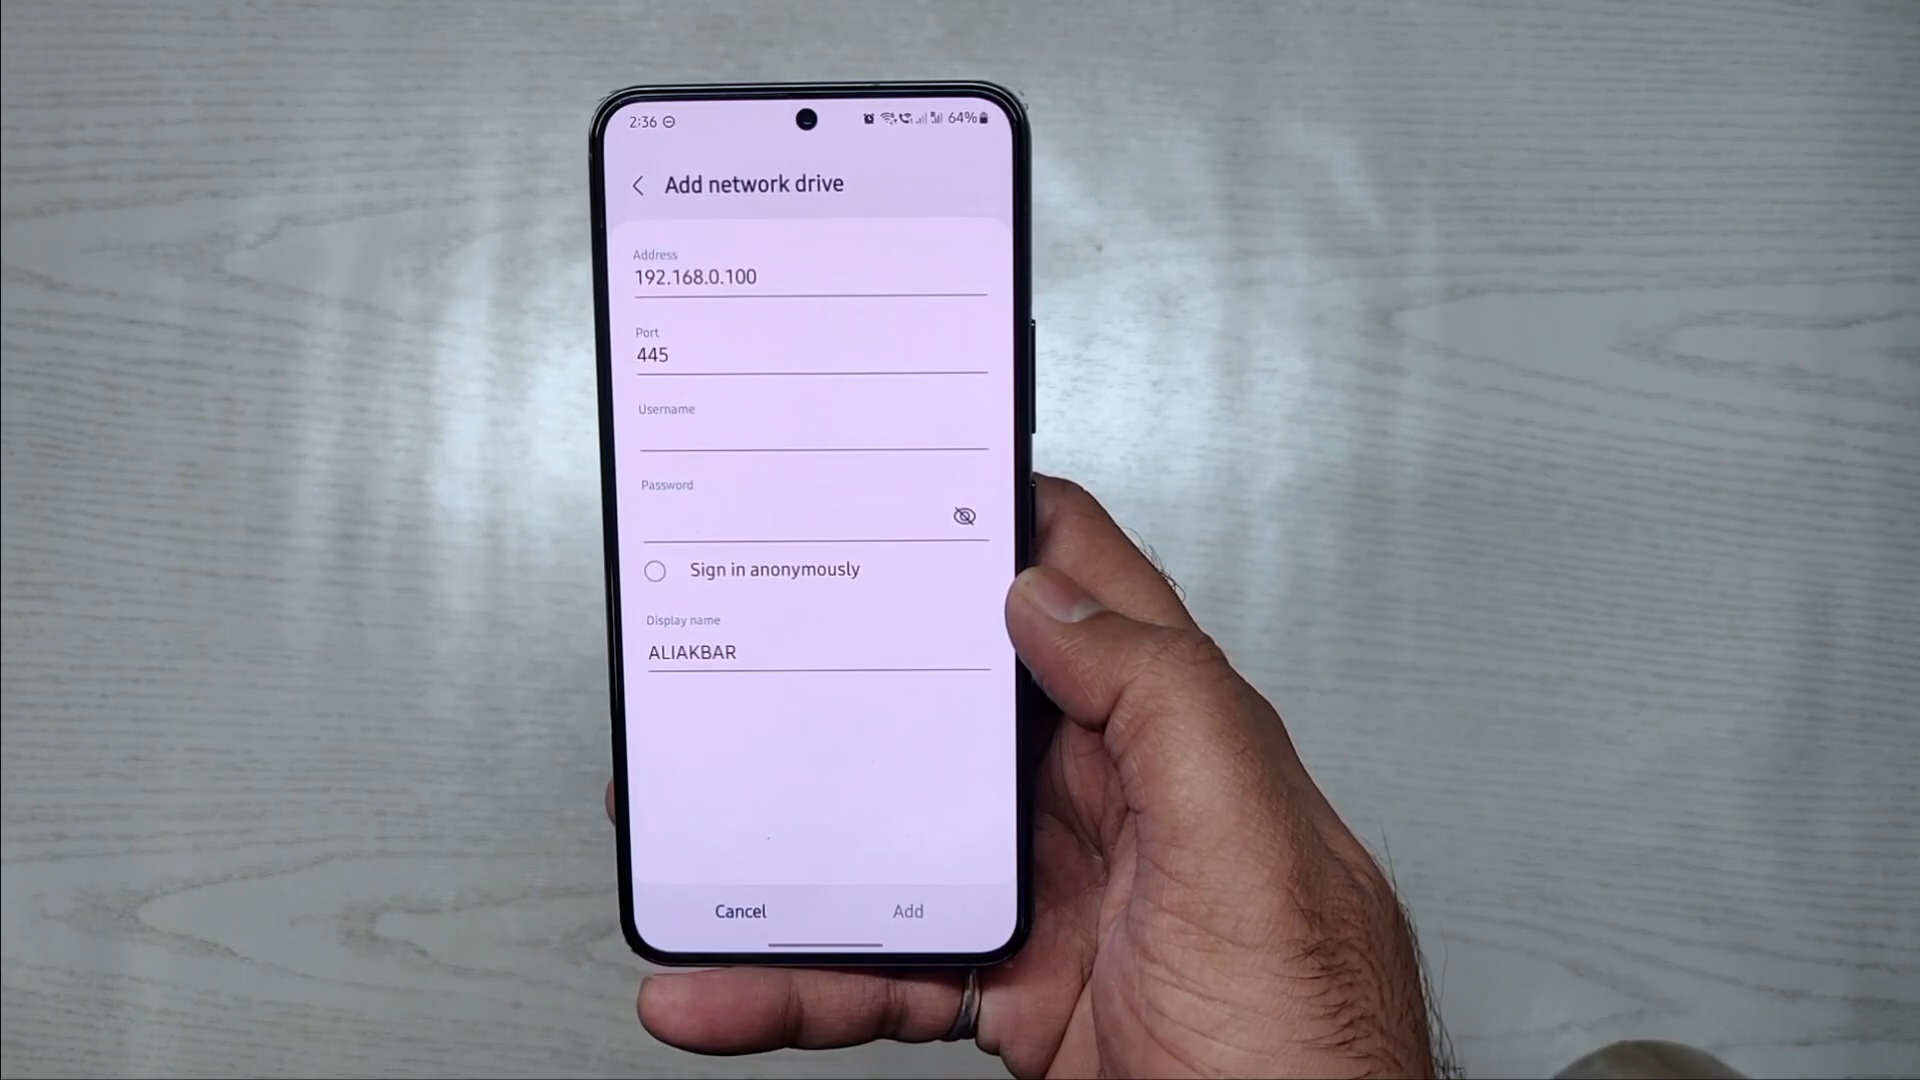 2:36 64%
Add network drive
Address
192.168.0.100
Port
445
Username
Password
Sign in anonymously
Display name
ALIAKBAR
Cancel Add